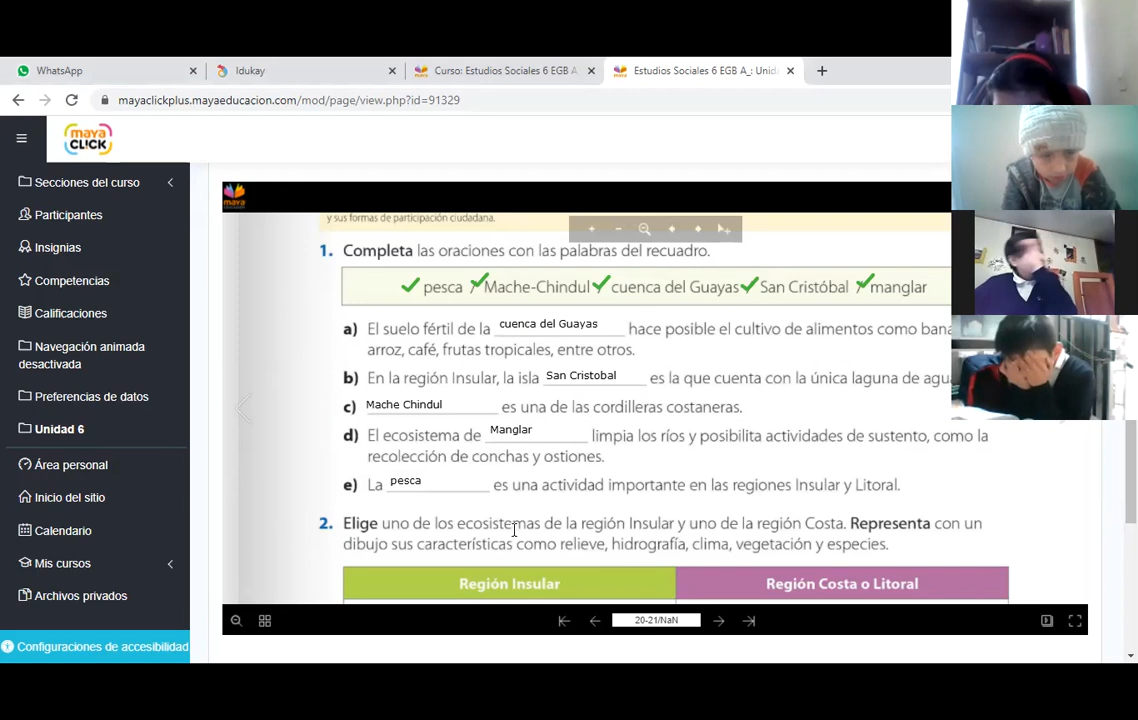 WhatsApp
Idukay
Curso: Estudios Sociales 6 EGB A
Estudios Sociales 6 EGB A_: Unida
mayaclickplus.mayaeducacion.com/mod/page/view.php?id=91329
maya
CLICK
Secciones del curso
Participantes
Insignias
Competencias
Calificaciones
Navegación animada
desactivada
Preferencias de datos
Unidad 6
Área personal
Inicio del sitio
Calendario
Mis cursos
Archivos privados
Configuraciones de accesibilidad
maya
y sus formas de participación ciudadana.
1. Completa las oraciones con las palabras del recuadro.
pesca / Mache-Chindul / cuenca del Guayas / San Cristóbal / manglar
a) El suelo fértil de la cuenca del Guayas hace posible el cultivo de alimentos como bana
arroz, café, frutas tropicales, entre otros.
b) En la región Insular, la isla San Cristobal es la que cuenta con la única laguna de agu
c) Mache Chindul es una de las cordilleras costaneras.
d) El ecosistema de Manglar limpia los ríos y posibilita actividades de sustento, como la
recolección de conchas y ostiones.
e) La pesca es una actividad importante en las regiones Insular y Litoral.
2. Elige uno de los ecosistemas de la región Insular y uno de la región Costa. Representa con un
dibujo sus características como relieve, hidrografía, clima, vegetación y especies.
Región Insular
Región Costa o Litoral
20-21/NaN